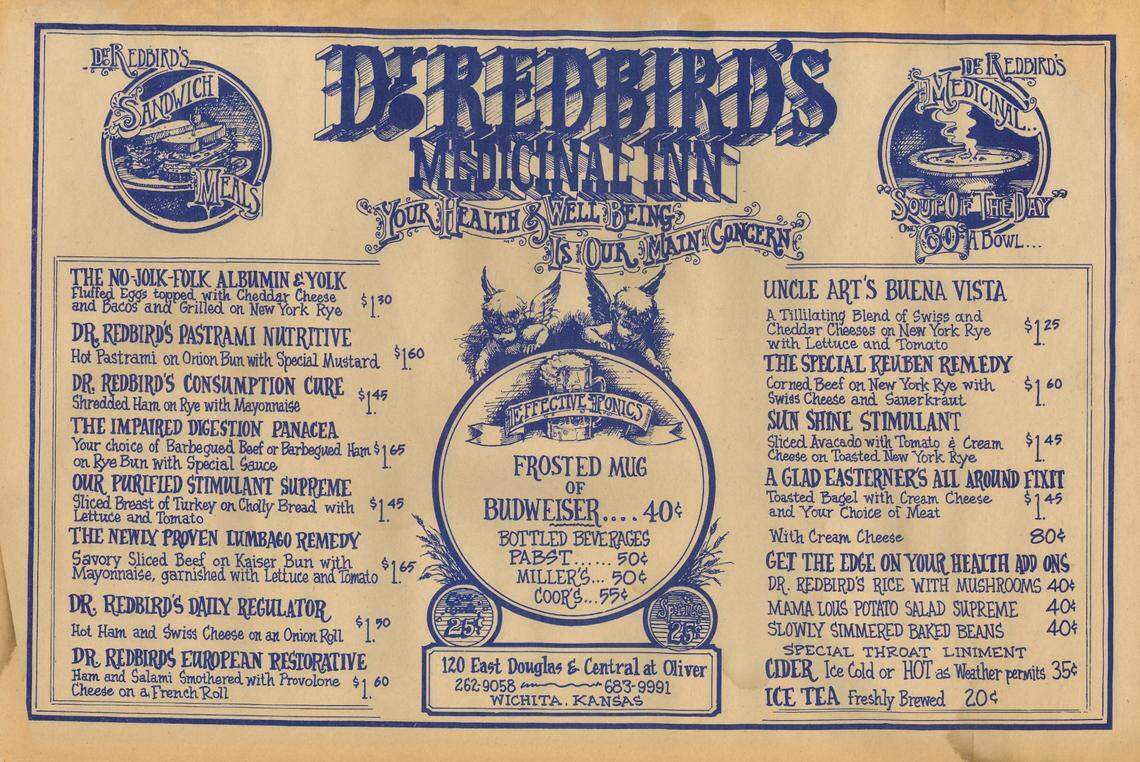 Dr. REDBIRD'S
SANDWICH
MEALS
Dr. REDBIRD'S
MEDICINAL INN
"YOUR HEALTH & WELL BEING
IS OUR MAIN CONCERN"
Dr. REDBIRD'S
MEDICINAL..
"SOUP OF THE DAY"
ONLY 60¢ A BOWL...
THE NO-JOLK-FOLK ALBUMIN & YOLK
Fluffed Eggs topped with Cheddar Cheese
and Bacos and Grilled on New York Rye $1.30
DR. REDBIRD'S PASTRAMI NUTRITIVE
Hot Pastrami on Onion Bun with Special Mustard $1.60
DR. REDBIRD'S CONSUMPTION CURE
Shredded Ham on Rye with Mayonnaise $1.45
THE IMPAIRED DIGESTION PANACEA
Your choice of Barbegued Beef or Barbegued Ham $1.65
on Rye Bun with Special Sauce
OUR PURIFIED STIMULANT SUPREME
Sliced Breast of Turkey on Cholly Bread with $1.45
Lettuce and Tomato
THE NEWLY PROVEN LUMBAGO REMEDY
Savory Sliced Beef on Kaiser Bun with $1.65
Mayonnaise, garnished with Lettuce and Tomato
DR. REDBIRD'S DAILY REGULATOR
Hot Ham and Swiss Cheese on an Onion Roll $1.50
DR. REDBIRDS EUROPEAN RESTORATIVE
Ham and Salami Smothered with Provolone $1.60
Cheese on a French Roll
EFFECTIVE TONICS
FROSTED MUG
OF
BUDWEISER.... 40¢
BOTTLED BEVERAGES
PABST...... 50¢
MILLER'S... 50¢
COOR'S...55¢
25¢
Sprite
25¢
120 East Douglas & Central at Oliver
262-9058 683-9991
WICHITA, KANSAS
UNCLE ART'S BUENA VISTA
A Tillilating Blend of Swiss and
Cheddar Cheeses on New York Rye $1.25
with Lettuce and Tomato
THE SPECIAL REUBEN REMEDY
Corned Beef on New York Rye with $1.60
Swiss Cheese and Sauerkraut
SUN SHINE STIMULANT
Sliced Avacado with Tomato & Cream $1.45
Cheese on Toasted New York Rye
A GLAD EASTERNER'S ALL AROUND FIXIT
Toasted Bagel with Cream Cheese $1.45
and Your Choice of Meat
With Cream Cheese 80¢
GET THE EDGE ON YOUR HEALTH ADD ONS
DR. REDBIRD'S RICE WITH MUSHROOMS 40¢
MAMA LOUS POTATO SALAD SUPREME 40¢
SLOWLY SIMMERED BAKED BEANS 40¢
SPECIAL THROAT LINIMENT
CIDER Ice Cold or HOT as Weather permits 35¢
ICE TEA Freshly Brewed 20¢